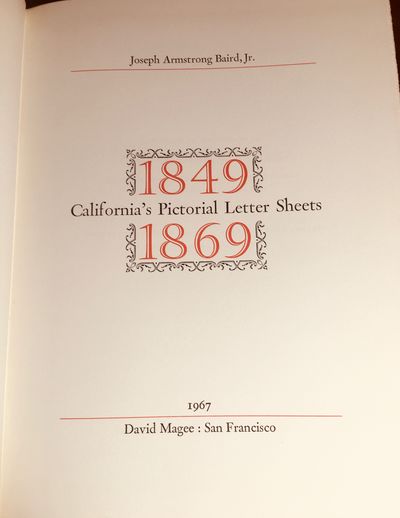 Joseph Armstrong Baird, Jr.
1849
California's Pictorial Letter Sheets
1869
1967
David Magee : San Francisco